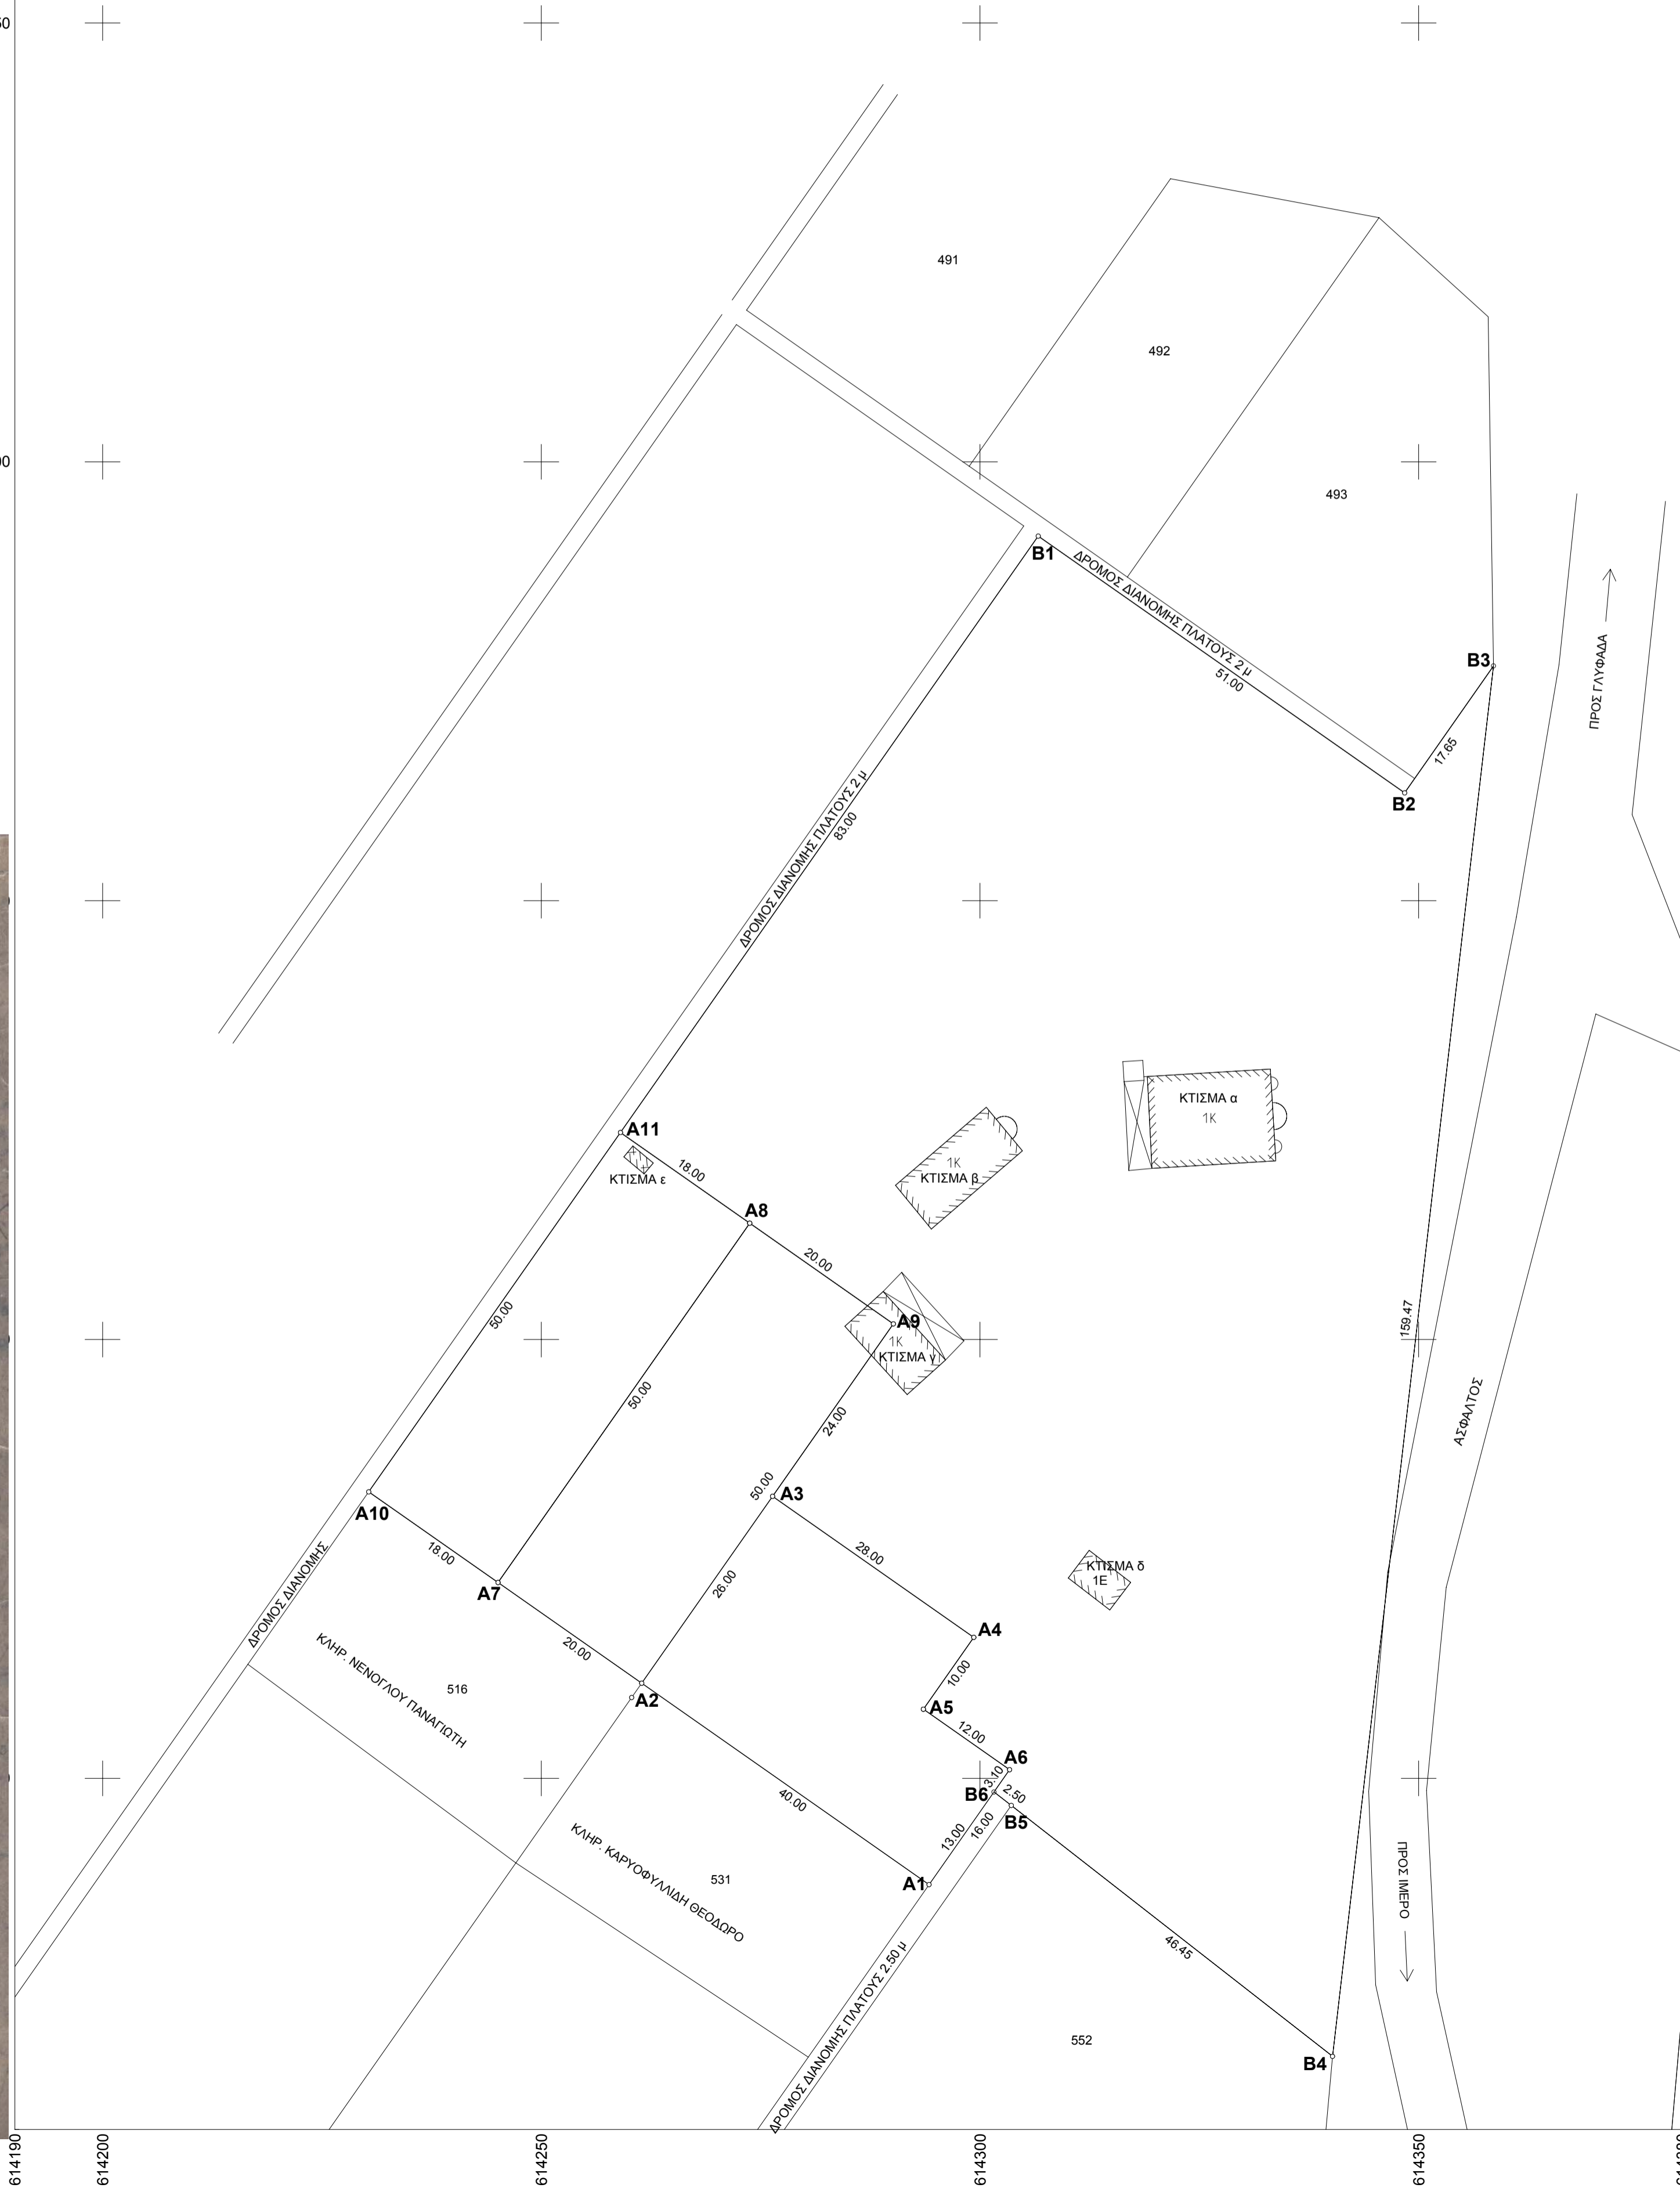 50
00
491
492
493
B1
ΔΡΟΜΟΣ ΔΙΑΝΟΜΗΣ ΠΛΑΤΟΥΣ 2 μ
51.00
B3
17.65
B2
ΠΡΟΣ ΓΛΥΦΑΔΑ
ΔΡΟΜΟΣ ΔΙΑΝΟΜΗΣ ΠΛΑΤΟΥΣ 2 μ
83.00
ΚΤΙΣΜΑ α
1Κ
1Κ
ΚΤΙΣΜΑ β
A11
ΚΤΙΣΜΑ ε
18.00
A8
20.00
A9
1Κ
ΚΤΙΣΜΑ γ
50.00
50.00
24.00
159.47
ΑΣΦΑΛΤΟΣ
50.00
A3
A10
18.00
A7
26.00
28.00
ΚΤΙΣΜΑ δ
1Ε
ΔΡΟΜΟΣ ΔΙΑΝΟΜΗΣ
20.00
A4
10.00
ΚΛΗΡ. ΝΕΝΟΓΛΟΥ ΠΑΝΑΓΙΩΤΗ
516
A2
A5
12.00
A6
3.10
B6
2.50
B5
40.00
13.00
16.00
ΚΛΗΡ. ΚΑΡΥΟΦΥΛΛΙΔΗ ΘΕΟΔΩΡΟ
531
A1
46.45
ΠΡΟΣ ΙΜΕΡΟ
ΔΡΟΜΟΣ ΔΙΑΝΟΜΗΣ ΠΛΑΤΟΥΣ 2.50 μ
552
B4
614190
614200
614250
614300
614350